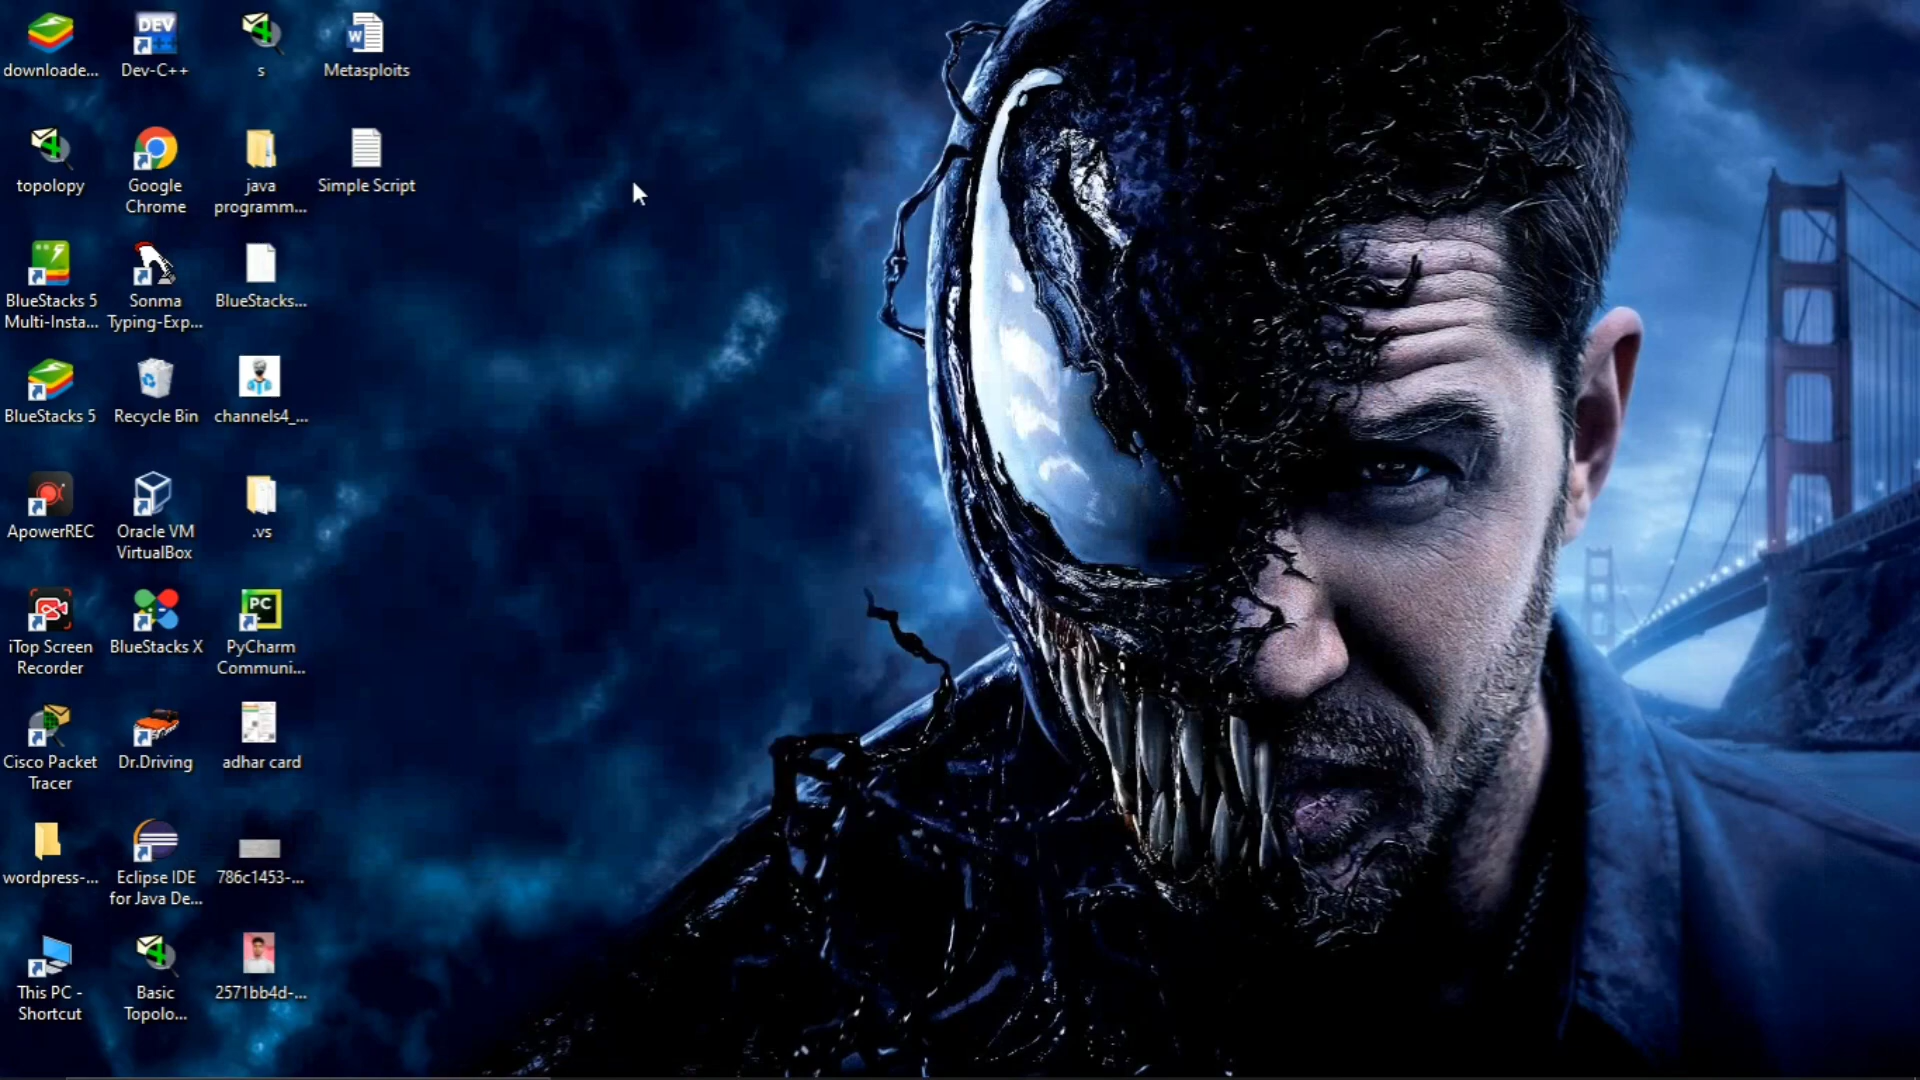 downloade...
DEV
Dev-C++
s
W
Metasploits
topolopy
Google
Chrome
java
programm...
Simple Script
BlueStacks 5
Multi-Insta...
Sonma
Typing-Exp...
BlueStacks...
BlueStacks 5
Recycle Bin
channels4_...
ApowerREC
Oracle VM
VirtualBox
.vs
iTop Screen
Recorder
BlueStacks X
PC
PyCharm
Communi...
Cisco Packet
Tracer
Dr.Driving
adhar card
wordpress-...
Eclipse IDE
for Java De...
786c1453-...
This PC -
Shortcut
Basic
Topolo...
2571bb4d-...